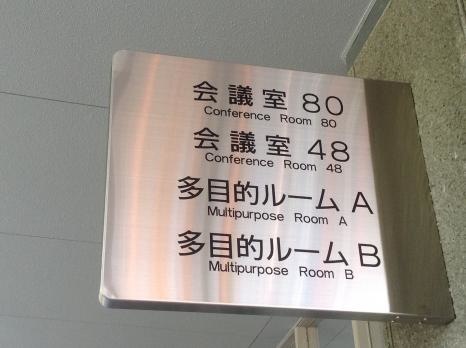 会議室 80
Conference Room 80
会議室 48
Conference Room 48
多目的ルーム A
Multipurpose Room A
多目的ルーム B
Multipurpose Room B